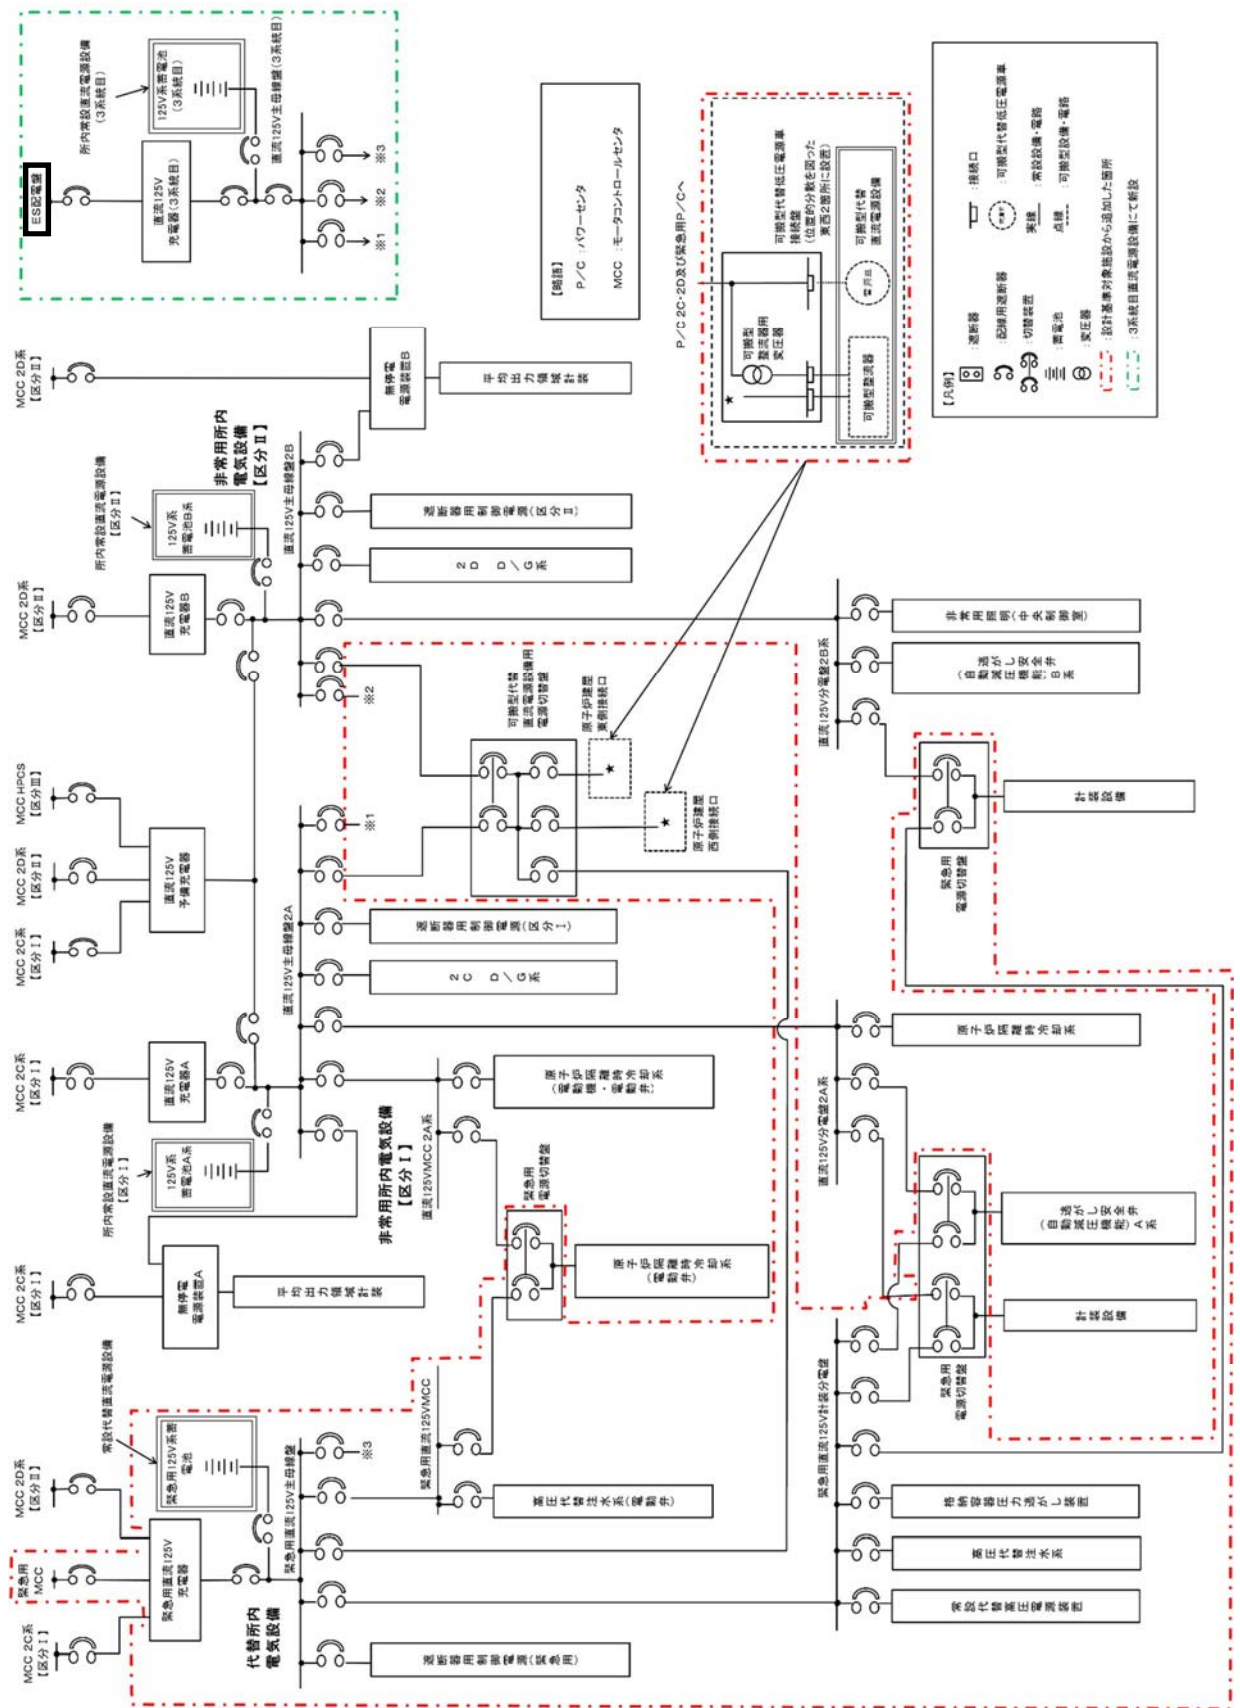 MCC 2C系
【区分Ⅰ】
緊急用
MCC
MCC 2D系
【区分Ⅱ】
緊急用直流125V
充電器
常設代替直流電源設備
緊急用125V系蓄
電池
代替所内
電気設備
緊急用直流125V主母線盤
遮断器用制御電源(緊急用)
※3
緊急用直流125VMCC
高圧代替注水系(電動弁)
MCC 2C系
【区分Ⅰ】
無停電
電源装置A
平均出力領域計装
所内常設直流電源設備
【区分Ⅰ】
125V系
蓄電池A系
MCC 2C系
【区分Ⅰ】
直流125V
充電器A
非常用所内電気設備
【区分Ⅰ】
直流125VMCC 2A系
緊急用
電源切替盤
原子炉隔離時冷却系
(電動弁)
原子炉隔離時冷却系
(電動機・電動弁)
直流125V主母線盤2A
2C D/G系
遮断器用制御電源(区分Ⅰ)
※1
MCC 2C系
【区分Ⅰ】
MCC 2D系
【区分Ⅱ】
MCC HPCS
【区分Ⅲ】
直流125V
予備充電器
可搬型代替
直流電源設備用
電源切替盤
原子炉建屋
西側接続口
★
原子炉建屋
東側接続口
★
MCC 2D系
【区分Ⅱ】
直流125V
充電器B
所内常設直流電源設備
【区分Ⅱ】
125V系
蓄電池B系
非常用所内
電気設備
【区分Ⅱ】
直流125V主母線盤2B
※2
2D D/G系
遮断器用制御電源(区分Ⅱ)
MCC 2D系
【区分Ⅱ】
無停電
電源装置B
平均出力領域計装
緊急用直流125V計装分電盤
常設代替高圧電源装置
高圧代替注水系
格納容器圧力逃がし装置
緊急用
電源切替盤
計装設備
逃がし安全弁
(自動減圧機能)A系
直流125V分電盤2A系
原子炉隔離時冷却系
緊急用
電源切替盤
計装設備
直流125V分電盤2B系
逃がし安全弁
(自動減圧機能)B系
非常用照明(中央制御室)
ES配電盤
直流125V
充電器(3系統目)
所内常設直流電源設備
(3系統目)
125V系蓄電池
(3系統目)
直流125V主母線盤(3系統目)
※1
※2
※3
【略語】
P/C :パワーセンタ
MCC :モータコントロールセンタ
P/C 2C・2D及び緊急用P/Cへ
可搬型代替低圧電源車
接続盤
(位置的分散を図った
東西2箇所に設置)
★
可搬型
整流器用
変圧器
可搬型整流器
電源車
可搬型代替
直流電源設備
【凡例】
:遮断器
:配線用遮断器
:切替装置
:蓄電池
:変圧器
:接続口
:可搬型代替低圧電源車
実線 :常設設備・電路
点線 :可搬型設備・電路
:設計基準対象施設から追加した箇所
:3系統目直流電源設備にて新設